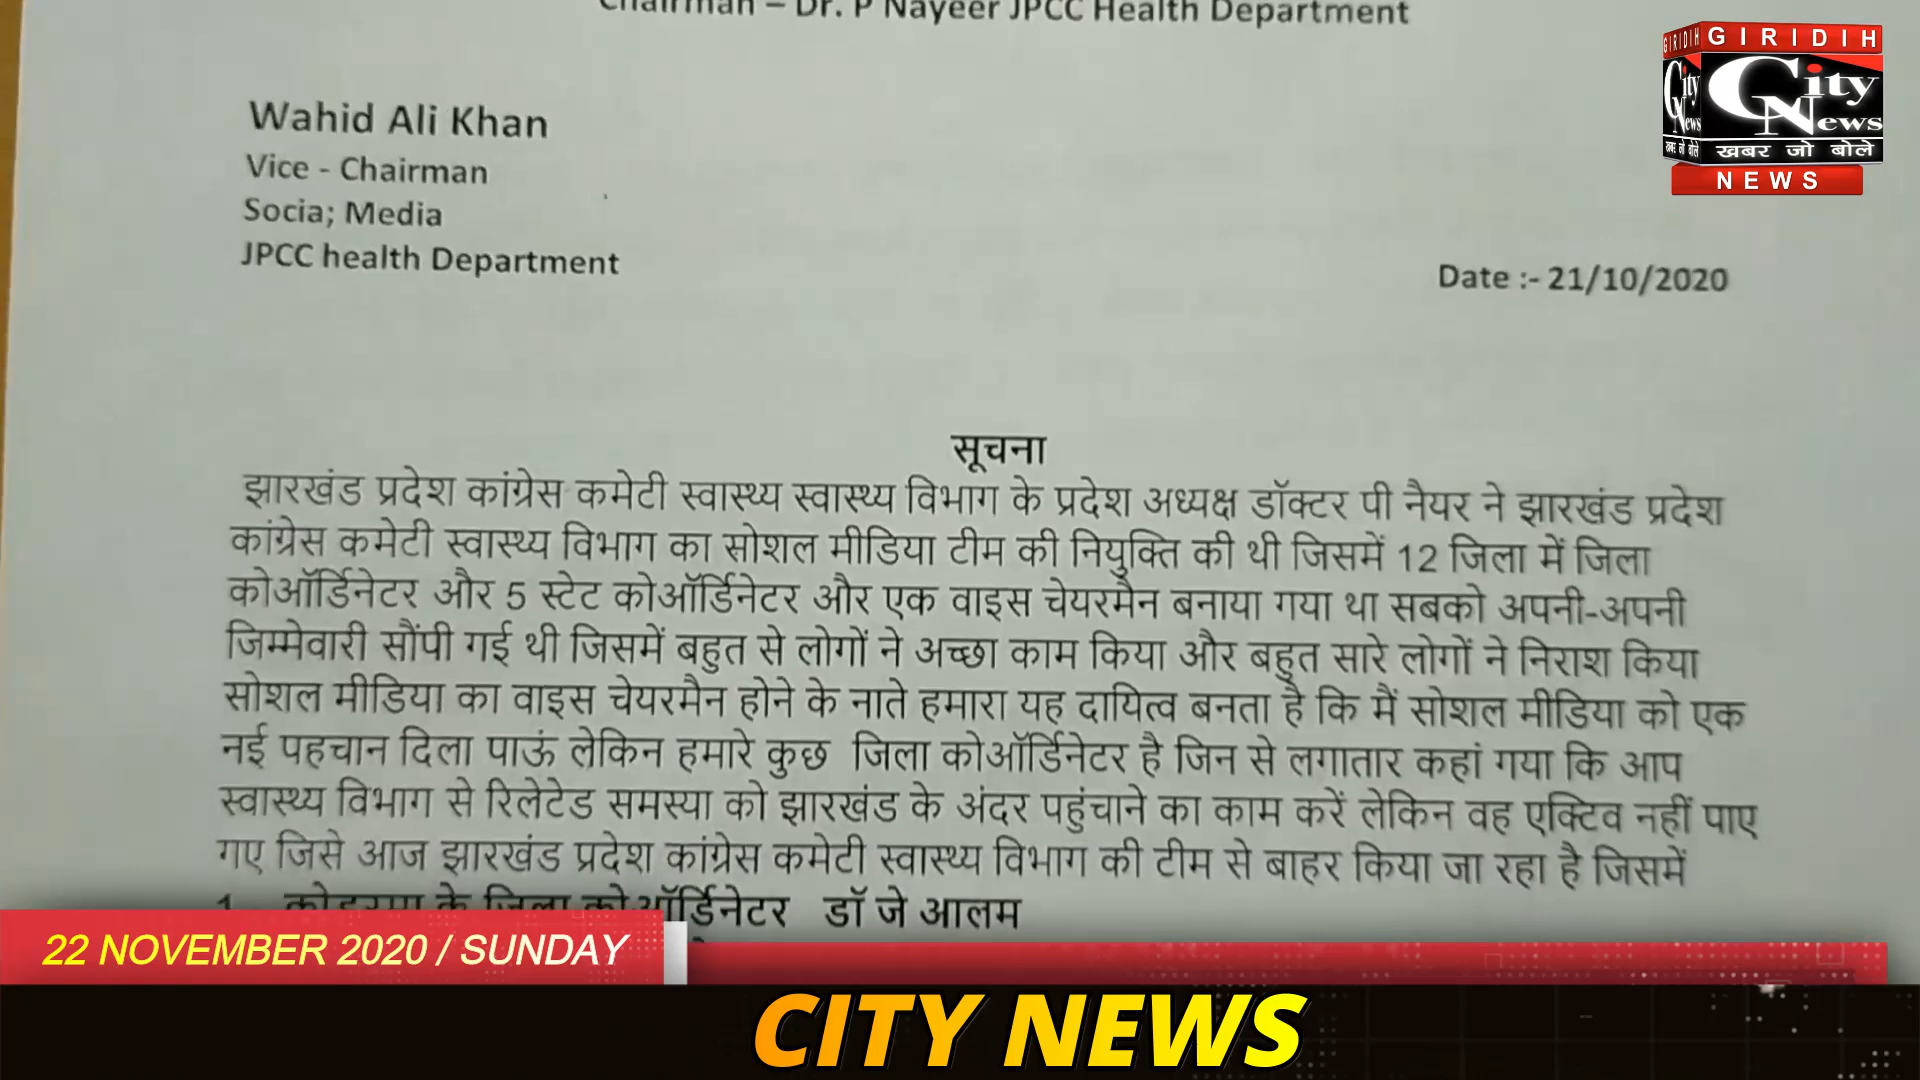 Chairman – Dr. P Nayeer JPCC Health Department
GIRIDIH
GIRIDIH
City News
City News
खबर जो बोले
खबर जो बोले
NEWS
Wahid Ali Khan
Vice - Chairman
Socia; Media
JPCC health Department
Date :- 21/10/2020
सूचना
झारखंड प्रदेश कांग्रेस कमेटी स्वास्थ्य स्वास्थ्य विभाग के प्रदेश अध्यक्ष डॉक्टर पी नैयर ने झारखंड प्रदेश
कांग्रेस कमेटी स्वास्थ्य विभाग का सोशल मीडिया टीम की नियुक्ति की थी जिसमें 12 जिला में जिला
कोऑर्डिनेटर और 5 स्टेट कोऑर्डिनेटर और एक वाइस चेयरमैन बनाया गया था सबको अपनी-अपनी
जिम्मेवारी सौंपी गई थी जिसमें बहुत से लोगों ने अच्छा काम किया और बहुत सारे लोगों ने निराश किया
सोशल मीडिया का वाइस चेयरमैन होने के नाते हमारा यह दायित्व बनता है कि मैं सोशल मीडिया को एक
नई पहचान दिला पाऊं लेकिन हमारे कुछ जिला कोऑर्डिनेटर है जिन से लगातार कहां गया कि आप
स्वास्थ्य विभाग से रिलेटेड समस्या को झारखंड के अंदर पहुंचाने का काम करें लेकिन वह एक्टिव नहीं पाए
गए जिसे आज झारखंड प्रदेश कांग्रेस कमेटी स्वास्थ्य विभाग की टीम से बाहर किया जा रहा है जिसमें
1. कोडरमा के जिला कोऑर्डिनेटर डॉ जे आलम
22 NOVEMBER 2020 / SUNDAY
CITY NEWS